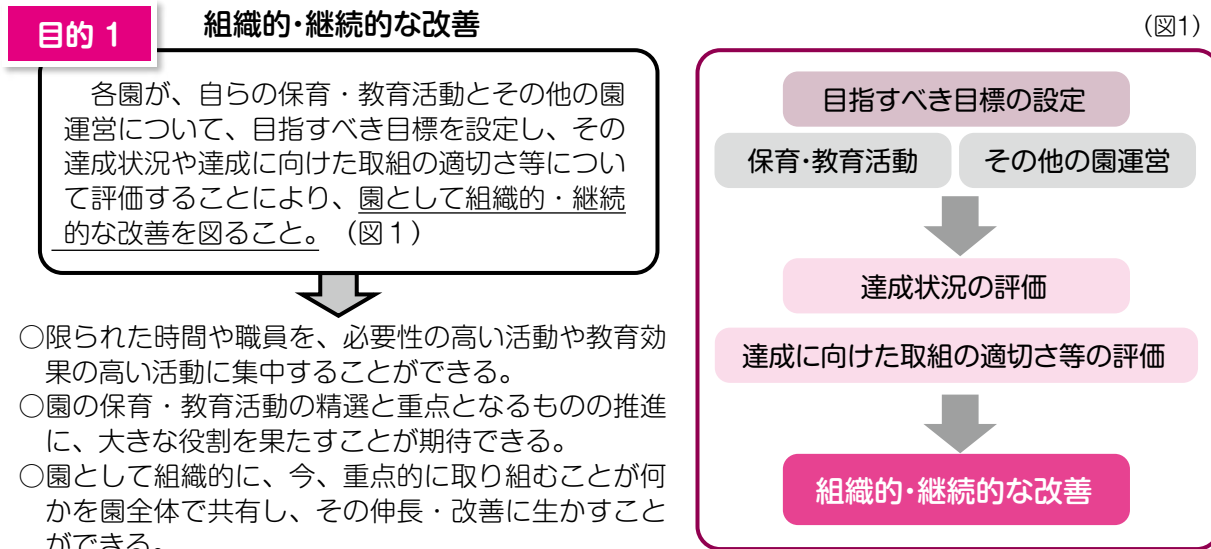 目的 1
組織的・継続的な改善
各園が、自らの保育・教育活動とその他の園
運営について、目指すべき目標を設定し、その
達成状況や達成に向けた取組の適切さ等につい
て評価することにより、園として組織的・継続
的な改善を図ること。（図１）
○限られた時間や職員を、必要性の高い活動や教育効
果の高い活動に集中することができる。
○園の保育・教育活動の精選と重点となるものの推進
に、大きな役割を果たすことが期待できる。
○園として組織的に、今、重点的に取り組むことが何
かを園全体で共有し、その伸長・改善に生かすこと
ができる。
（図1）
目指すべき目標の設定
保育・教育活動
その他の園運営
達成状況の評価
達成に向けた取組の適切さ等の評価
組織的・継続的な改善